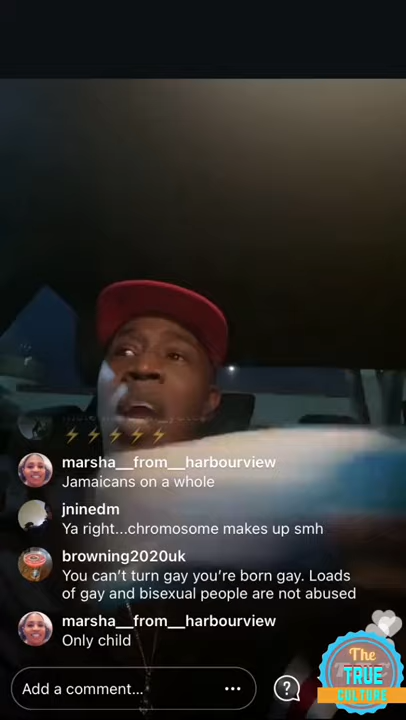 ⚡⚡⚡⚡⚡
marsha__from__harbourview
Jamaicans on a whole
jninedm
Ya right...chromosome makes up smh
browning2020uk
You can't turn gay you're born gay. Loads
of gay and bisexual people are not abused
marsha__from__harbourview
Only child
Add a comment...
The
TRUE
CULTURE